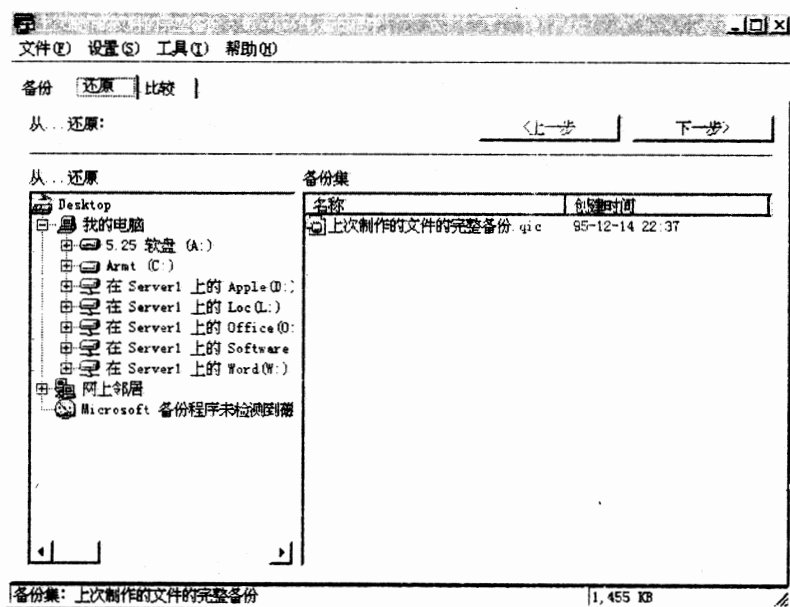 文件(F) 设置(S) 工具(T) 帮助(H)
备份 还原 比较
从...还原:
<上一步 下一步>
从...还原
备份集
Desktop
我的电脑
5.25 软盘 (A:)
Armt (C:)
在 Server1 上的 Apple(D:)
在 Server1 上的 Loc(L:)
在 Server1 上的 Office(O:
在 Server1 上的 Software
在 Server1 上的 Word(W:)
网上邻居
Microsoft 备份程序未检测到磁
名称 创建时间
上次制作的文件的完整备份.qic 95-12-14 22:37
备份集: 上次制作的文件的完整备份 1,455 KB